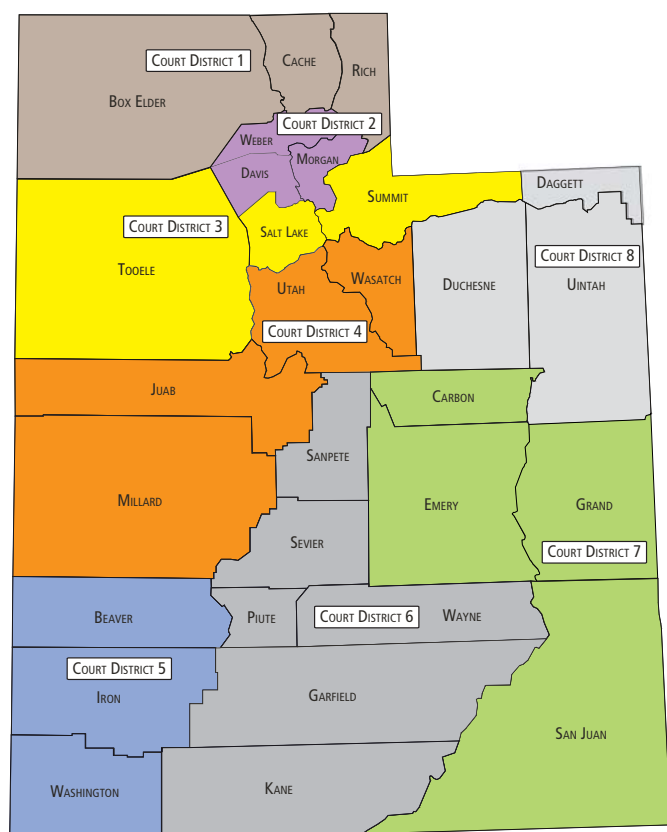 Court District 1
Cache
Rich
Box Elder
Court District 2
Weber
Morgan
Davis
Daggett
Summit
Court District 3
Salt Lake
Court District 8
Tooele
Wasatch
Duchesne
Uintah
Utah
Court District 4
Juab
Carbon
Sanpete
Millard
Emery
Grand
Sevier
Court District 7
Beaver
Piute
Court District 6
Wayne
Court District 5
Iron
Garfield
San Juan
Washington
Kane